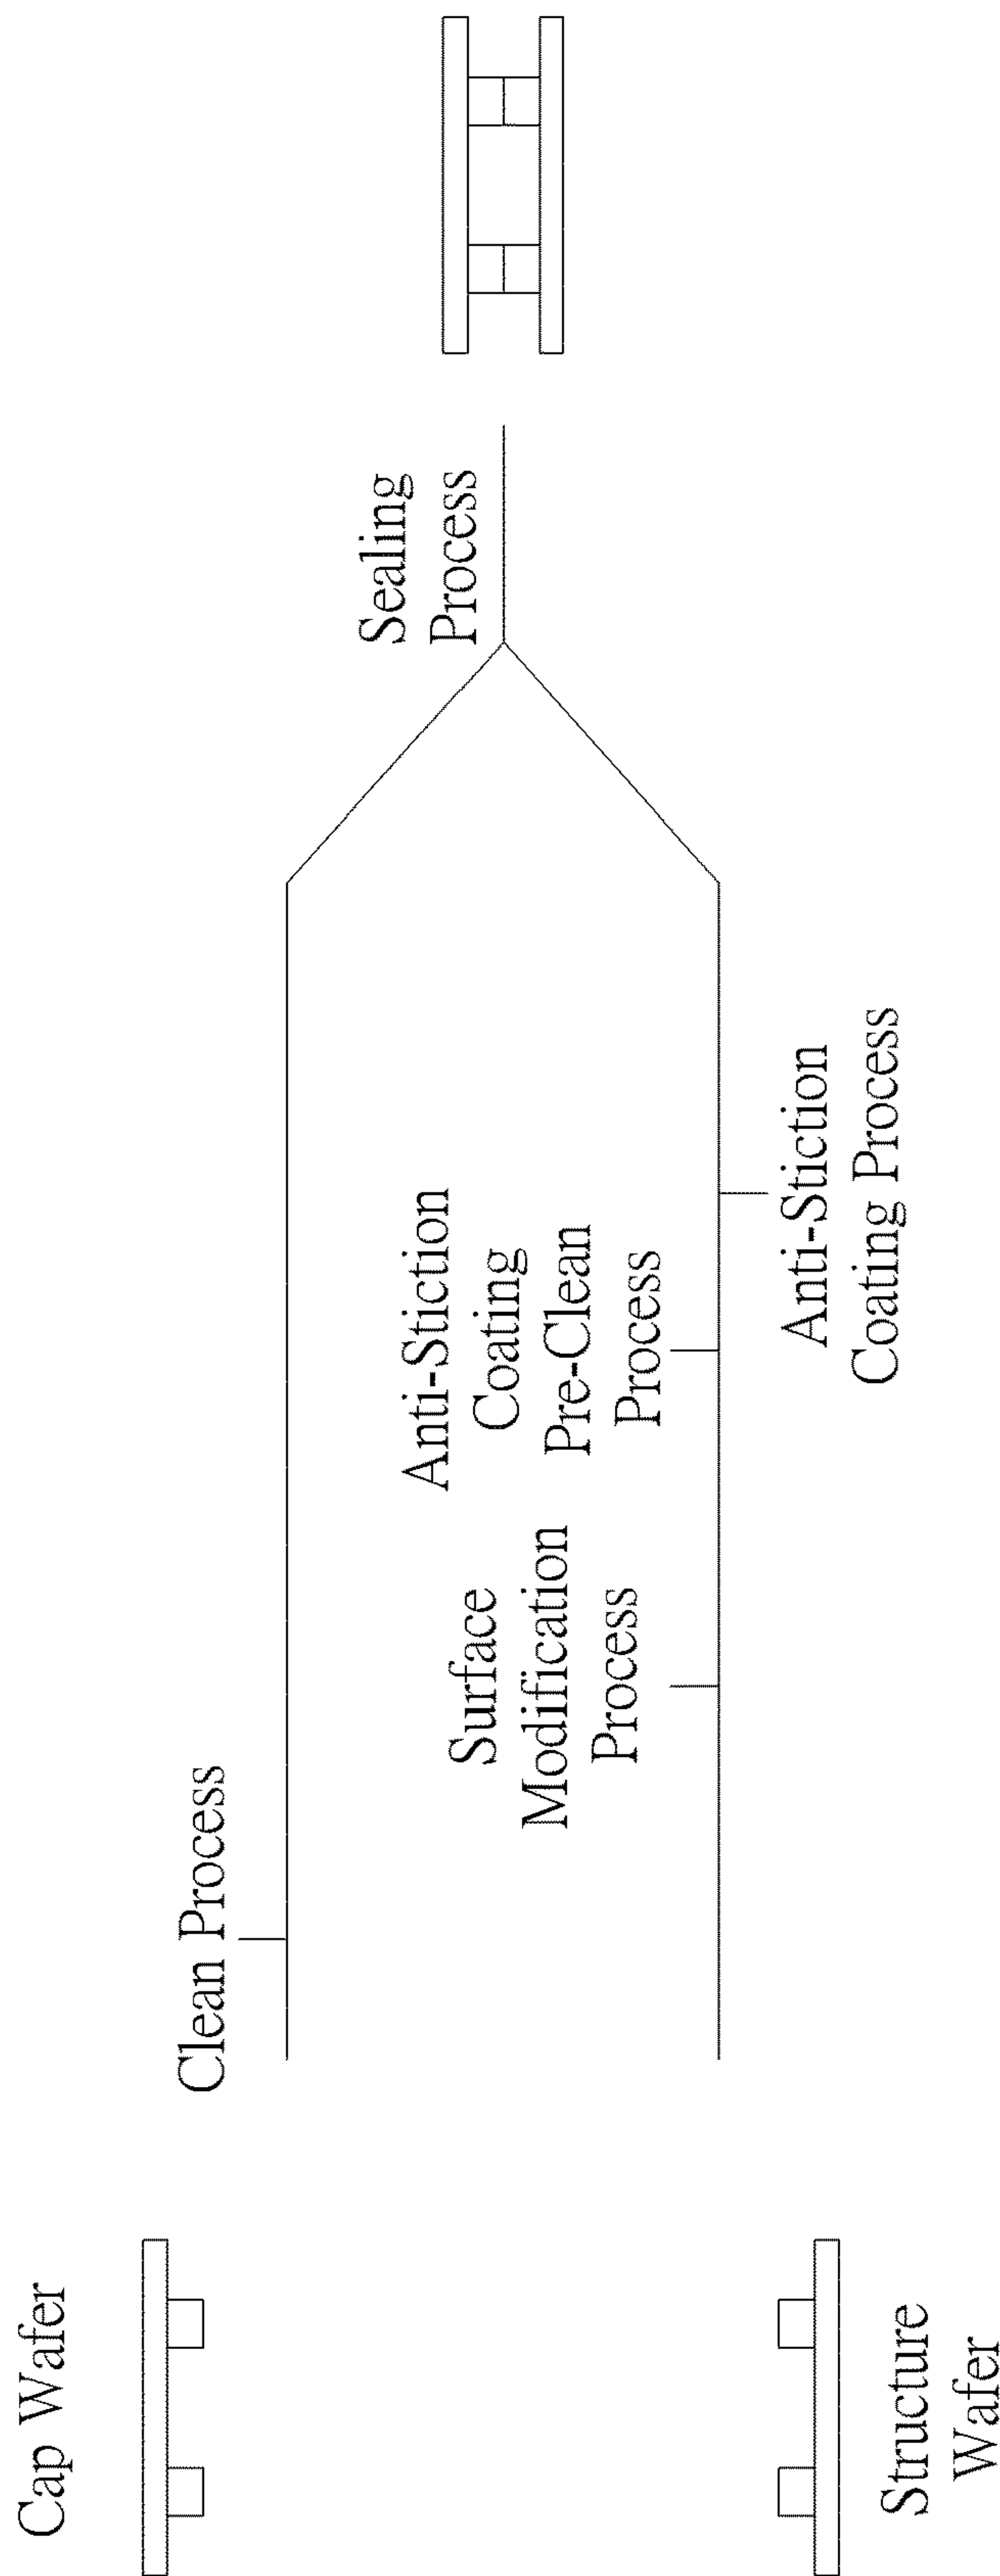 Cap Wafer
Structure
Wafer
Clean Process
Surface
Modification
Process
Anti-Stiction
Coating
Pre-Clean
Process
Anti-Stiction
Coating Process
Sealing
Process